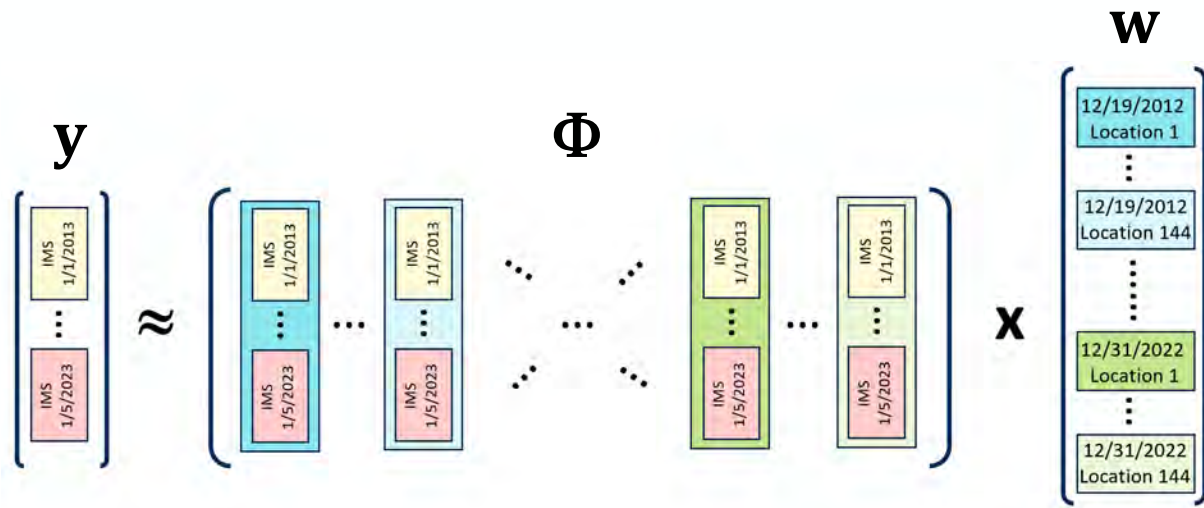 y
≈
Φ
x
w
IMS
1/1/2013
IMS
1/5/2023
IMS
1/1/2013
IMS
1/5/2023
IMS
1/1/2013
IMS
1/5/2023
IMS
1/1/2013
IMS
1/5/2023
IMS
1/1/2013
IMS
1/5/2023
12/19/2012
Location 1
12/19/2012
Location 144
12/31/2022
Location 1
12/31/2022
Location 144